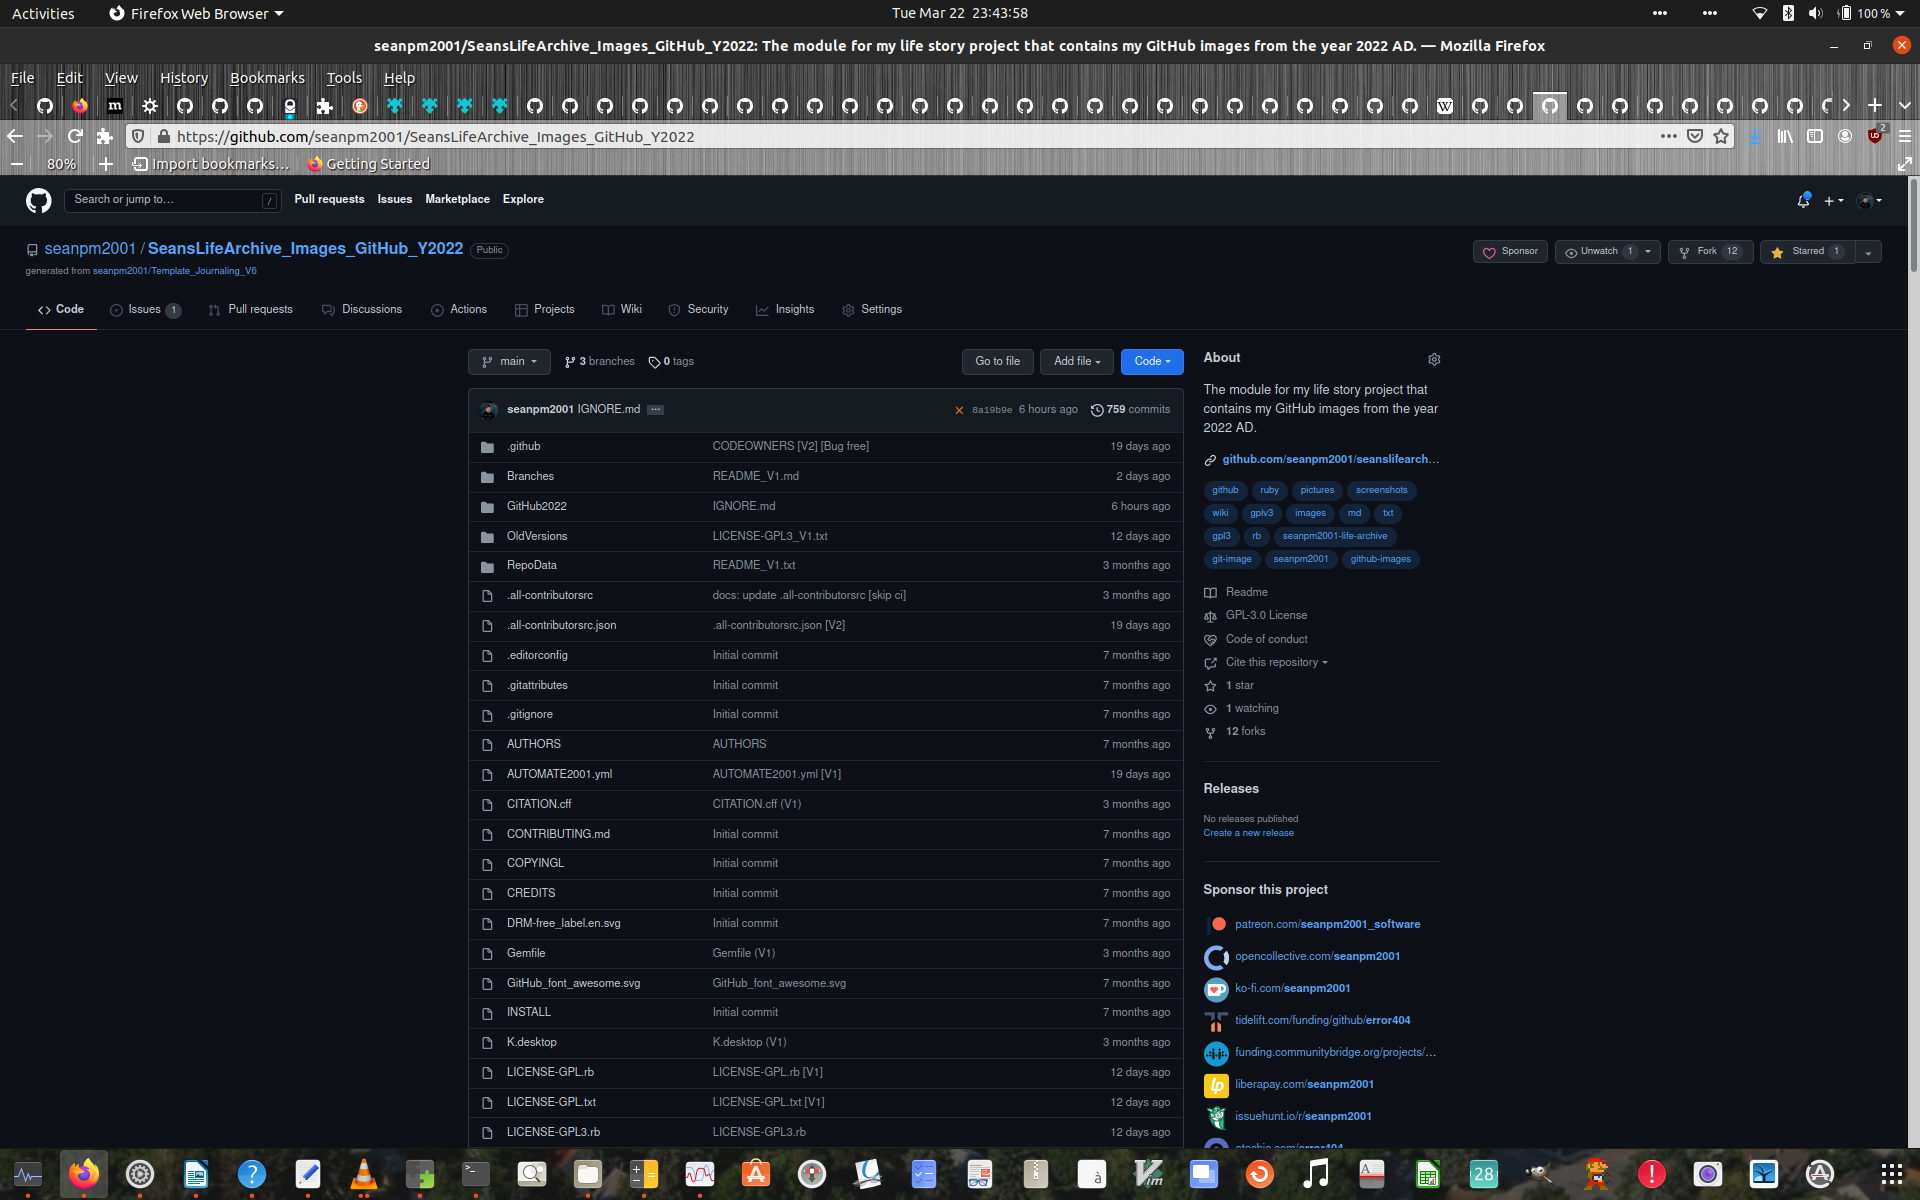 Activities
Firefox Web Browser
Tue Mar 22 23:43:58
100 %
seanpm2001/SeansLifeArchive_Images_GitHub_Y2022: The module for my life story project that contains my GitHub images from the year 2022 AD. — Mozilla Firefox
File Edit View History Bookmarks Tools Help
https://github.com/seanpm2001/SeansLifeArchive_Images_GitHub_Y2022
2
80%
Import bookmarks…
Getting Started
Search or jump to…
/
Pull requests Issues Marketplace Explore
seanpm2001 / SeansLifeArchive_Images_GitHub_Y2022 Public
generated from seanpm2001/Template_Journaling_V6
Sponsor
Unwatch 1
Fork 12
Starred 1
Code
Issues 1
Pull requests
Discussions
Actions
Projects
Wiki
Security
Insights
Settings
main
3 branches
0 tags
Go to file
Add file
Code
seanpm2001 IGNORE.md
8a19b9e 6 hours ago
759 commits
.github CODEOWNERS [V2] [Bug free] 19 days ago
Branches README_V1.md 2 days ago
GitHub2022 IGNORE.md 6 hours ago
OldVersions LICENSE-GPL3_V1.txt 12 days ago
RepoData README_V1.txt 3 months ago
.all-contributorsrc docs: update .all-contributorsrc [skip ci] 3 months ago
.all-contributorsrc.json .all-contributorsrc.json [V2] 19 days ago
.editorconfig Initial commit 7 months ago
.gitattributes Initial commit 7 months ago
.gitignore Initial commit 7 months ago
AUTHORS AUTHORS 7 months ago
AUTOMATE2001.yml AUTOMATE2001.yml [V1] 19 days ago
CITATION.cff CITATION.cff (V1) 3 months ago
CONTRIBUTING.md Initial commit 7 months ago
COPYINGL Initial commit 7 months ago
CREDITS Initial commit 7 months ago
DRM-free_label.en.svg Initial commit 7 months ago
Gemfile Gemfile (V1) 3 months ago
GitHub_font_awesome.svg GitHub_font_awesome.svg 7 months ago
INSTALL Initial commit 7 months ago
K.desktop K.desktop (V1) 3 months ago
LICENSE-GPL.rb LICENSE-GPL.rb [V1] 12 days ago
LICENSE-GPL.txt LICENSE-GPL.txt [V1] 12 days ago
LICENSE-GPL3.rb LICENSE-GPL3.rb 12 days ago
About
The module for my life story project that
contains my GitHub images from the year
2022 AD.
github.com/seanpm2001/seanslifearch…
github ruby pictures screenshots
wiki gplv3 images md txt
gpl3 rb seanpm2001-life-archive
git-image seanpm2001 github-images
Readme
GPL-3.0 License
Code of conduct
Cite this repository
1 star
1 watching
12 forks
Releases
No releases published
Create a new release
Sponsor this project
patreon.com/seanpm2001_software
opencollective.com/seanpm2001
ko-fi.com/seanpm2001
tidelift.com/funding/github/error404
funding.communitybridge.org/projects/…
liberapay.com/seanpm2001
issuehunt.io/r/seanpm2001
otechie.com/error404
28